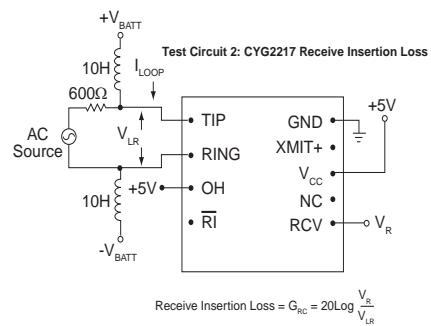 +V_BATT
Test Circuit 2: CYG2217 Receive Insertion Loss
10H
I_LOOP
600Ω
+5V
TIP
GND
AC
Source
V_LR
XMIT+
RING
V_CC
10H
+5V
OH
NC
R̅I̅
RCV
V_R
-V_BATT
Receive Insertion Loss = G_RC = 20Log V_R/V_LR